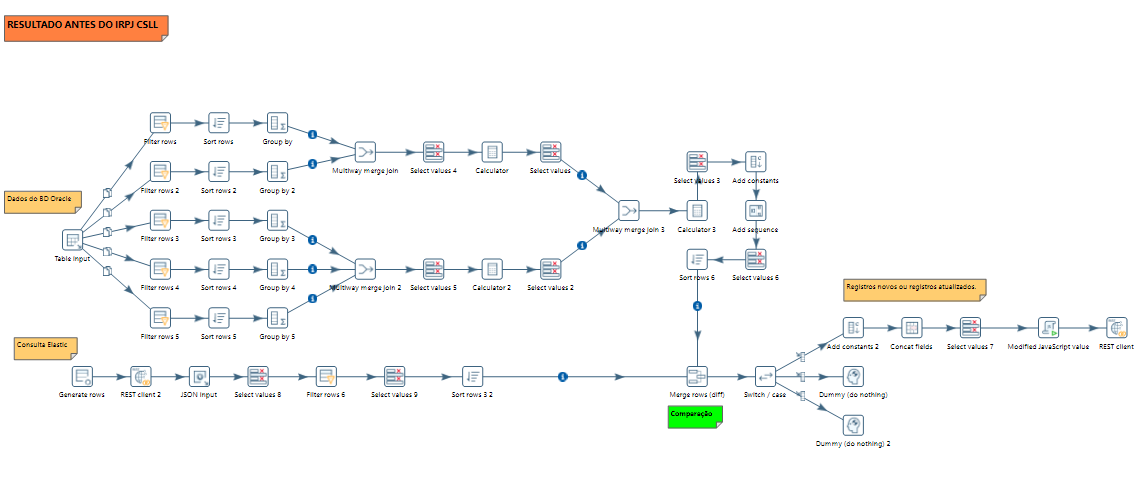 RESULTADO ANTES DO IRPJ CSLL
Filter rows
Sort rows
Group by
Multiway merge join
Select values 4
Calculator
Select values
Select values 3
Add constants
Filter rows 2
Sort rows 2
Group by 2
Dados do BD Oracle
Table input
Filter rows 3
Sort rows 3
Group by 3
Multiway merge join 3
Calculator 3
Add sequence
Filter rows 4
Sort rows 4
Group by 4
Multiway merge join 2
Select values 5
Calculator 2
Select values 2
Sort rows 6
Select values 6
Registros novos ou registros atualizados.
Filter rows 5
Sort rows 5
Group by 5
Consulta Elastic
Add constants 2
Concat fields
Select values 7
Modified JavaScript value
REST client
Generate rows
REST client 2
JSON input
Select values 8
Filter rows 6
Select values 9
Sort rows 3 2
Merge rows (diff)
Switch / case
Dummy (do nothing)
Comparação
Dummy (do nothing) 2